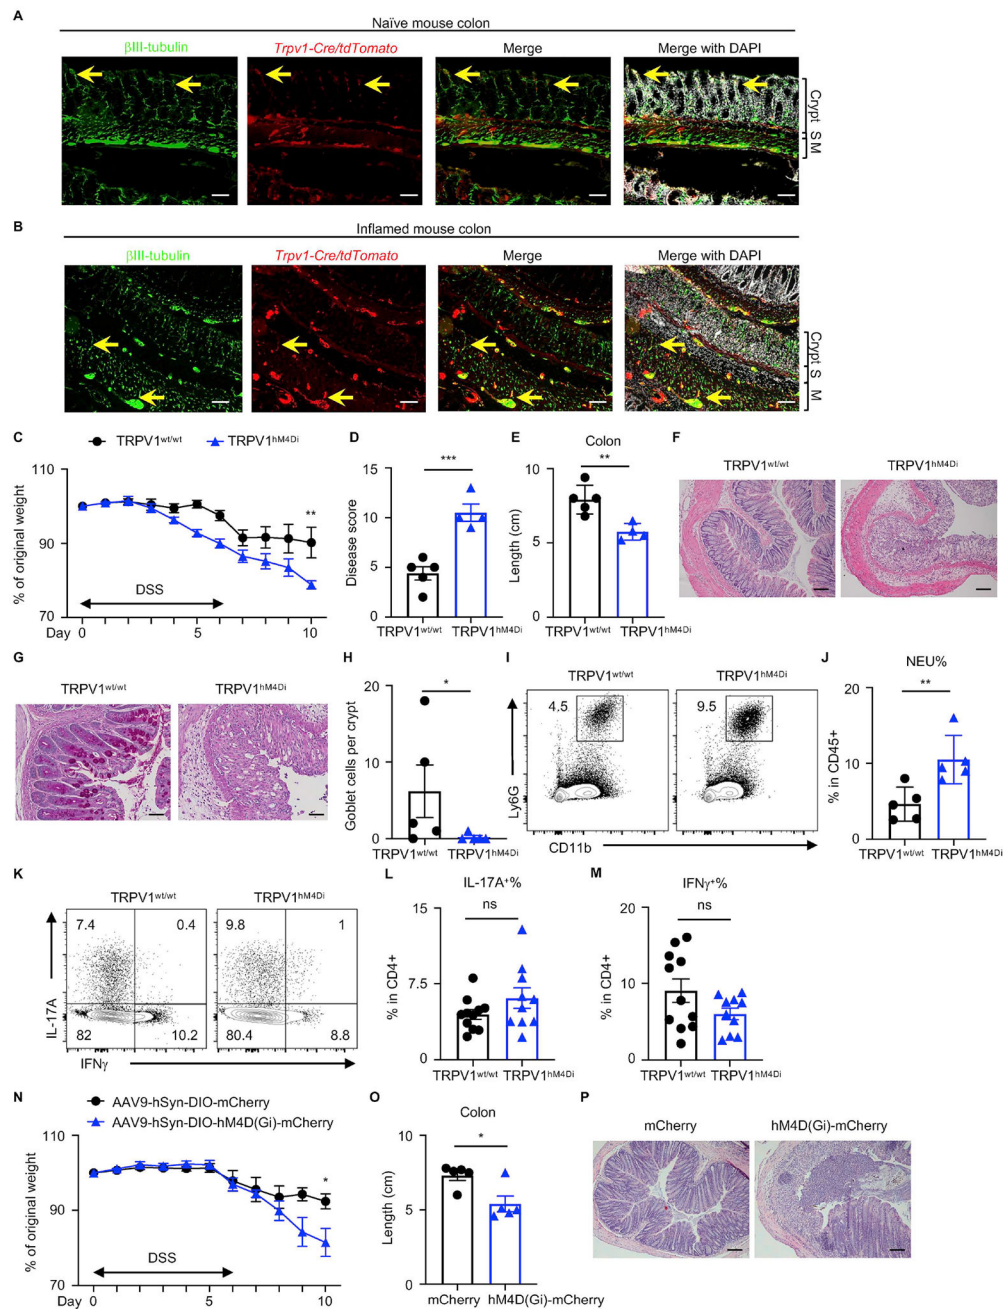 A
Naïve mouse colon
βIII-tubulin
Trpv1-Cre/tdTomato
Merge
Merge with DAPI
Crypt
S
M
B
Inflamed mouse colon
βIII-tubulin
Trpv1-Cre/tdTomato
Merge
Merge with DAPI
Crypt
S
M
C
TRPV1wt/wt
TRPV1hM4Di
% of original weight
110
90
70
**
DSS
Day 0 5 10
D
***
Disease score
15
10
5
0
TRPV1wt/wt
TRPV1hM4Di
E
Colon
**
Length (cm)
10
5
0
TRPV1wt/wt
TRPV1hM4Di
F
TRPV1wt/wt
TRPV1hM4Di
G
TRPV1wt/wt
TRPV1hM4Di
H
*
Goblet cells per crypt
20
15
10
5
0
TRPV1wt/wt
TRPV1hM4Di
I
TRPV1wt/wt
TRPV1hM4Di
4.5
9.5
Ly6G
CD11b
J
NEU%
**
% in CD45+
20
15
10
5
0
TRPV1wt/wt
TRPV1hM4Di
K
TRPV1wt/wt
TRPV1hM4Di
7.4 0.4
9.8 1
82 10.2
80.4 8.8
IL-17A
IFNγ
L
IL-17A+%
ns
% in CD4+
15
7.5
0
TRPV1wt/wt
TRPV1hM4Di
M
IFNγ+%
ns
% in CD4+
20
10
0
TRPV1wt/wt
TRPV1hM4Di
N
AAV9-hSyn-DIO-mCherry
AAV9-hSyn-DIO-hM4D(Gi)-mCherry
% of original weight
110
90
70
*
DSS
Day 0 5 10
O
Colon
*
Length (cm)
10
5
0
mCherry
hM4D(Gi)-mCherry
P
mCherry
hM4D(Gi)-mCherry